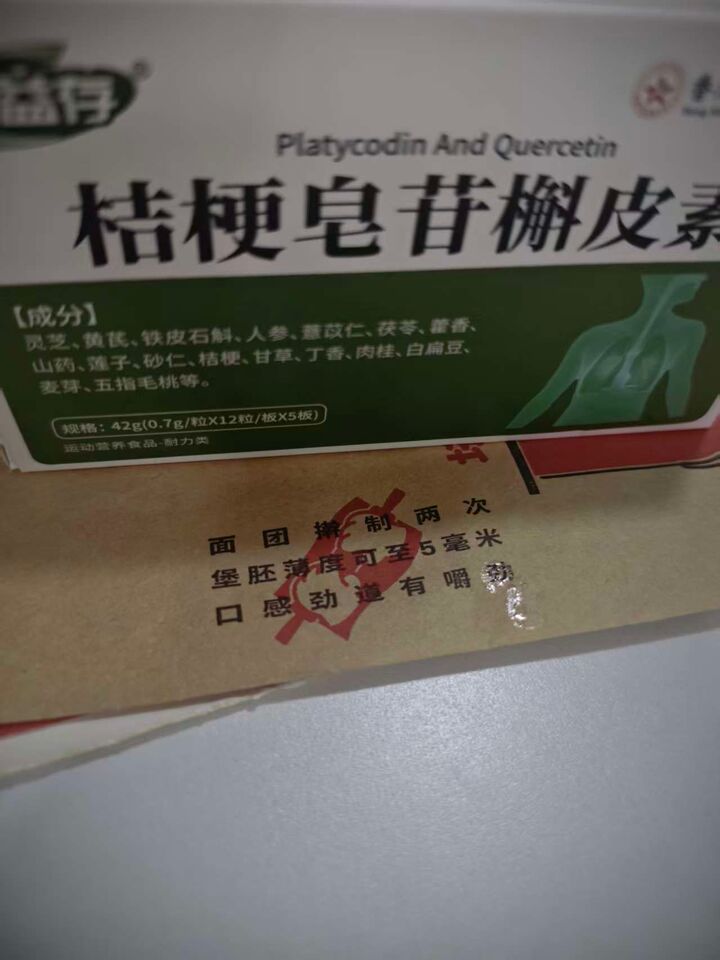 益存
Platycodin And Quercetin
桔梗皂苷槲皮素
【成分】
灵芝、黄芪、铁皮石斛、人参、薏苡仁、茯苓、藿香、
山药、莲子、砂仁、桔梗、甘草、丁香、肉桂、白扁豆、
麦芽、五指毛桃等。
规格：42g(0.7g/粒X12粒/板X5板)
运动营养食品-耐力类
面团擀制两次
堡胚薄度可至5毫米
口感劲道有嚼劲